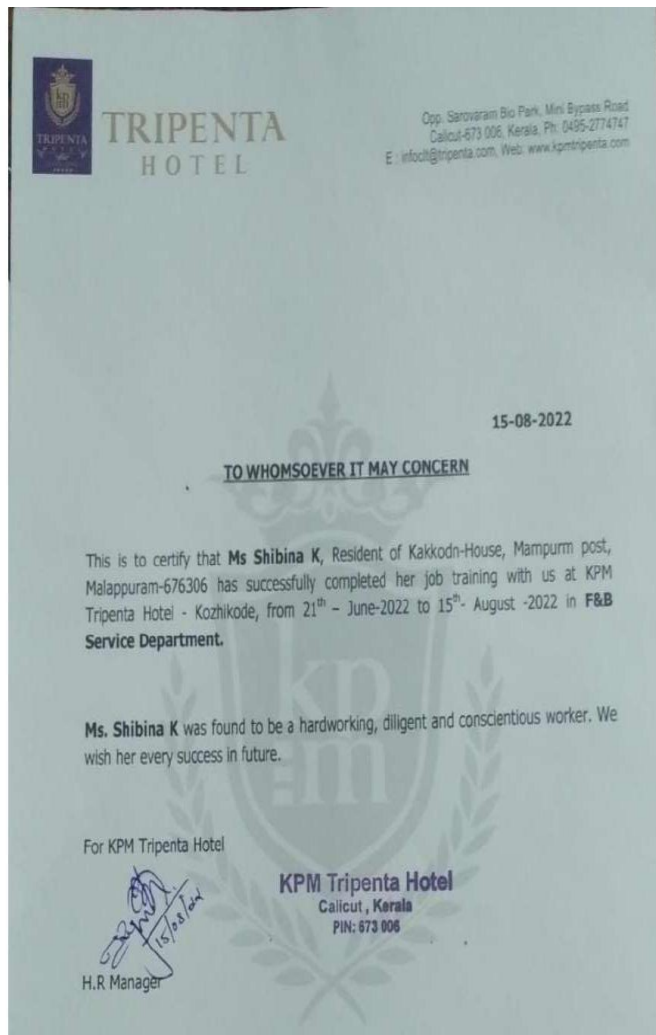 kp
m
TRIPENTA
TRIPENTA
HOTEL
Opp. Sarovaram Bio Park, Mini Bypass Road
Calicut-673 006, Kerala, Ph: 0495-2774747
E : infoclt@tripenta.com, Web: www.kpmtripenta.com
15-08-2022
TO WHOMSOEVER IT MAY CONCERN
This is to certify that Ms Shibina K, Resident of Kakkodn-House, Mampurm post,
Malappuram-676306 has successfully completed her job training with us at KPM
Tripenta Hotel - Kozhikode, from 21th – June-2022 to 15th- August -2022 in F&B
Service Department.
kp
m
Ms. Shibina K was found to be a hardworking, diligent and conscientious worker. We
wish her every success in future.
For KPM Tripenta Hotel
KPM Tripenta Hotel
Calicut, Kerala
PIN: 673 006
15/08/22
H.R Manager